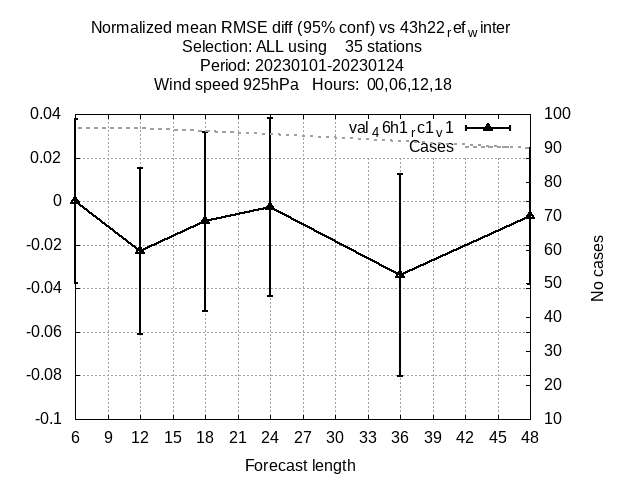 Normalized mean RMSE diff (95% conf) vs 43h22ref_winter
Selection: ALL using 35 stations
Period: 20230101-20230124
Wind speed 925hPa Hours: 00,06,12,18
0.04
0.02
0
-0.02
-0.04
-0.06
-0.08
-0.1
val46h1rc1v1
Cases
100
90
80
70
60
50
40
30
20
10
No cases
6 9 12 15 18 21 24 27 30 33 36 39 42 45 48
Forecast length